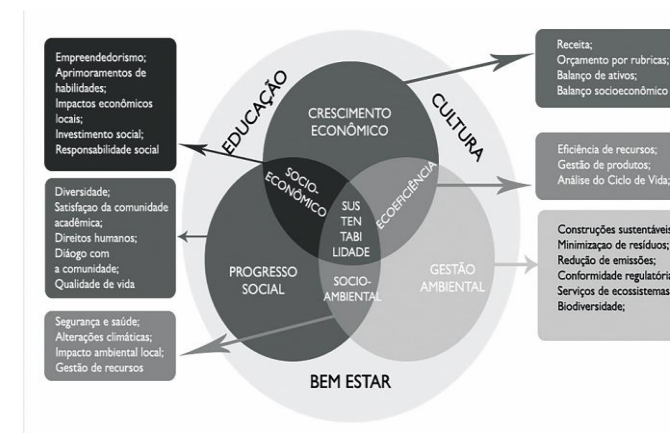 Empreendedorismo;
Aprimoramentos de
habilidades;
Impactos econômicos
locais;
Investimento social;
Responsabilidade social
Diversidade;
Satisfaçao da comunidade
acadêmica;
Direitos humanos;
Diáogo com
a comunidade;
Qualidade de vida
Segurança e saúde;
Alterações climáticas;
Impacto ambiental local;
Gestão de recursos
EDUCAÇÃO
CULTURA
BEM ESTAR
CRESCIMENTO
ECONÔMICO
SOCIO-
ECONÔMICO
ECOEFICIÊNCIA
SUS
TEN
TABI
LIDADE
PROGRESSO
SOCIAL
SOCIO-
AMBIENTAL
GESTÃO
AMBIENTAL
Receita;
Orçamento por rubricas;
Balanço de ativos;
Balanço socioeconômico
Eficiência de recursos;
Gestão de produtos;
Análise do Ciclo de Vida;
Construções sustentáveis
Minimizaçao de resíduos;
Redução de emissões;
Conformidade regulatória
Serviços de ecossistemas
Biodiversidade;